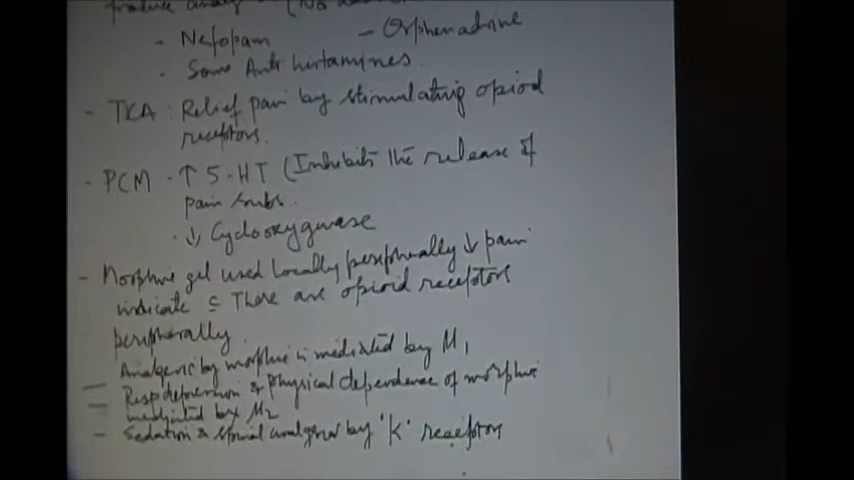 produce
- Nefopam - Orphenadrine
- Some Anti histamines.
- TCA : Relief pain by stimulating opiod
receptors.
- PCM . ↑ 5-HT (Inhibits the release of
pain subs.
. ↓ Cyclooxygenase
- Morphine gel used locally peripherally ↓ pain
indicate There are opioid receptors
peripherally.
Analgesic by morphine is mediated by M1
- Resp depression & physical dependence of morphine
mediated by M2
- Sedation & spinal analgesia by 'K' receptors